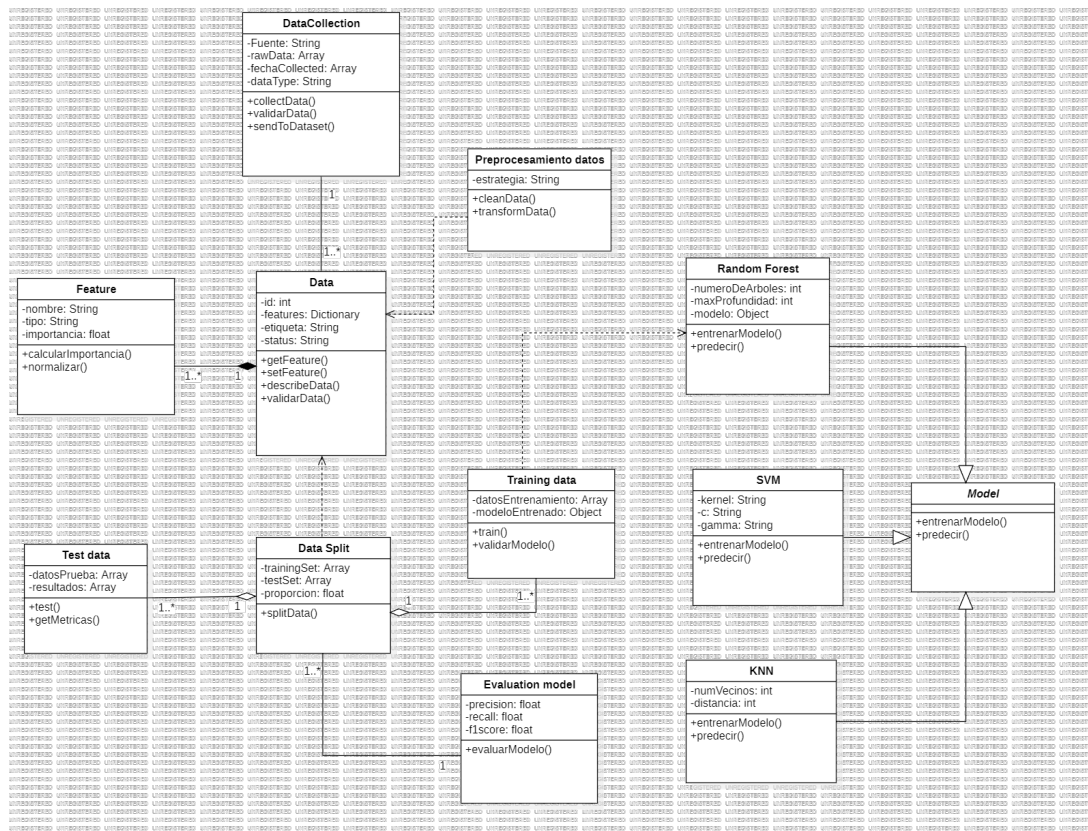 DataCollection
-Fuente: String
-rawData: Array
-fechaCollected: Array
-dataType: String
+collectData()
+validarData()
+sendToDataset()
1
1..*
Preprocesamiento datos
-estrategia: String
+cleanData()
+transformData()
Feature
-nombre: String
-tipo: String
-importancia: float
+calcularImportancia()
+normalizar()
1..*
1
Data
-id: int
-features: Dictionary
-etiqueta: String
-status: String
+getFeature()
+setFeature()
+describeData()
+validarData()
Random Forest
-numeroDeArboles: int
-maxProfundidad: int
-modelo: Object
+entrenarModelo()
+predecir()
Training data
-datosEntrenamiento: Array
-modeloEntrenado: Object
+train()
+validarModelo()
1..*
1
SVM
-kernel: String
-c: String
-gamma: String
+entrenarModelo()
+predecir()
Model
+entrenarModelo()
+predecir()
Test data
-datosPrueba: Array
-resultados: Array
+test()
+getMetricas()
1..*
1
Data Split
-trainingSet: Array
-testSet: Array
-proporcion: float
+splitData()
1..*
1
Evaluation model
-precision: float
-recall: float
-f1score: float
+evaluarModelo()
KNN
-numVecinos: int
-distancia: int
+entrenarModelo()
+predecir()
UNREGISTERED